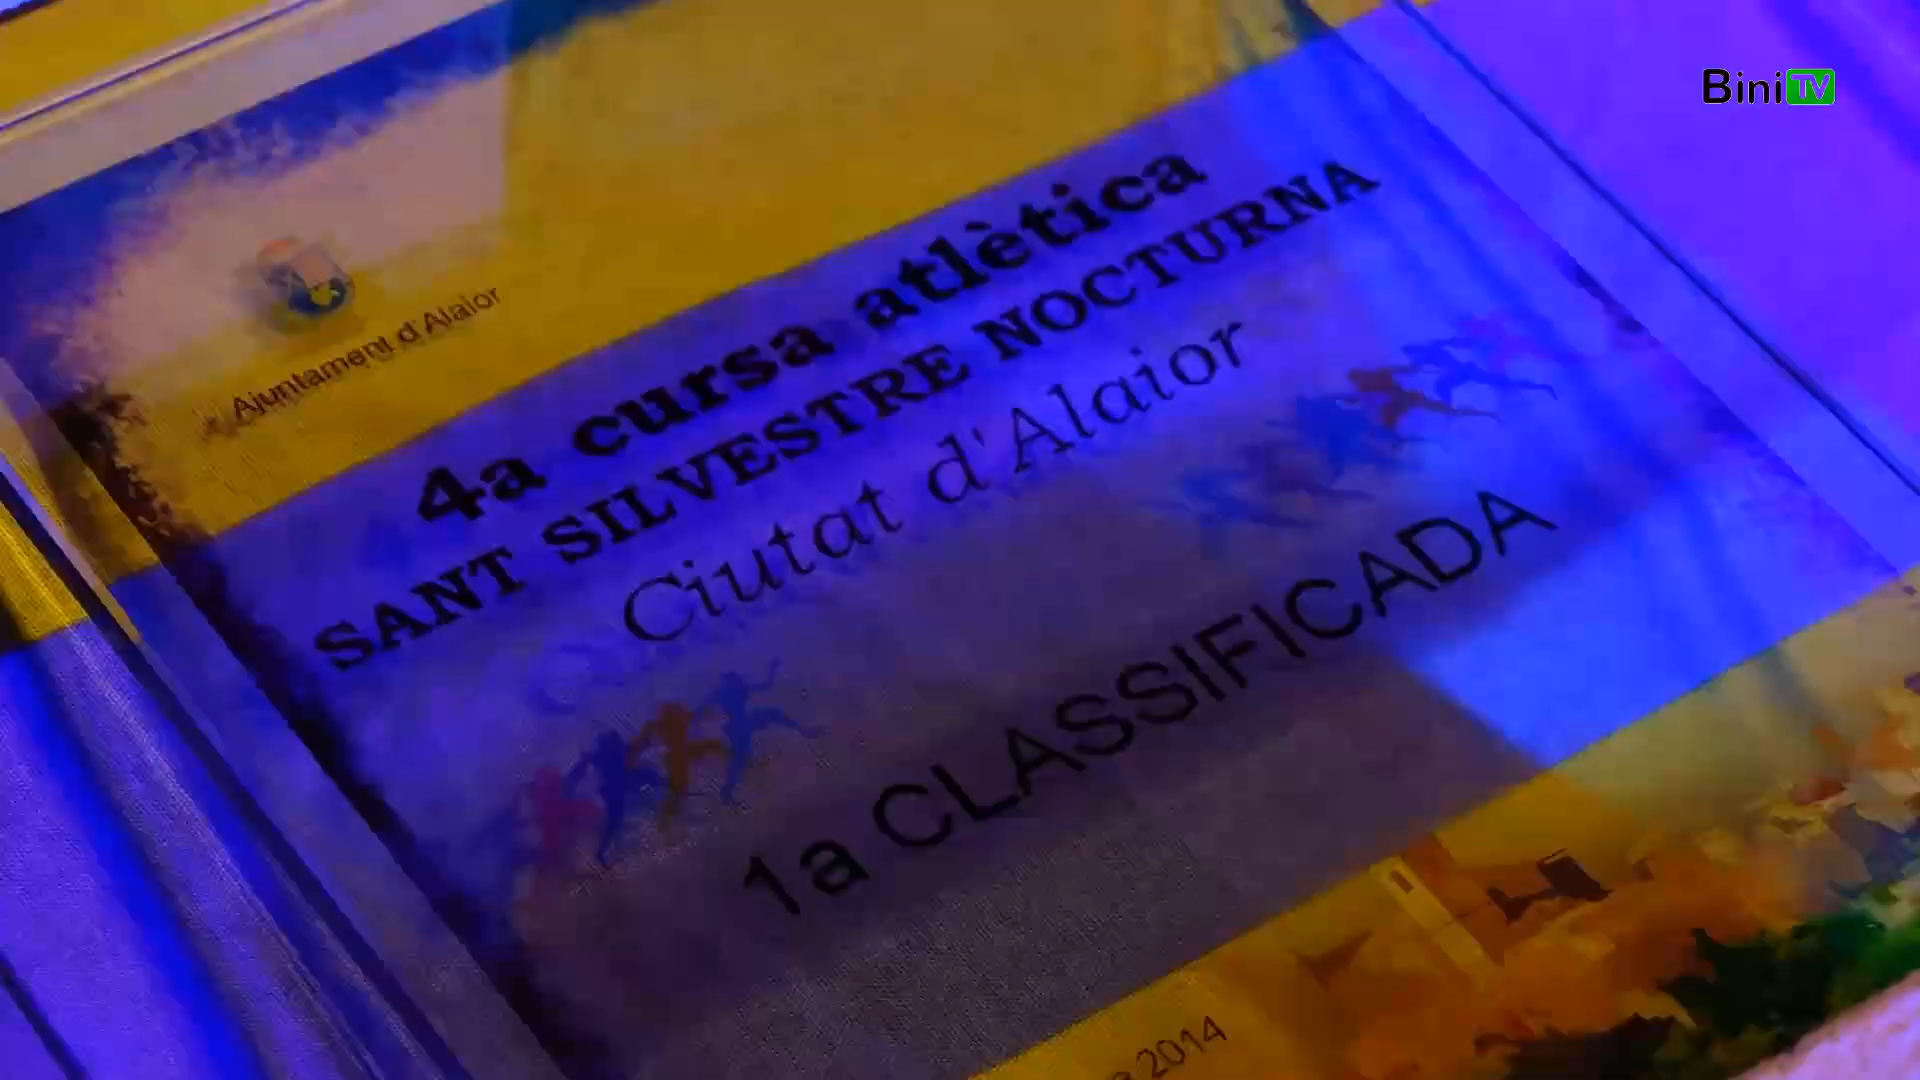 BiniTV
Ajuntament d'Alaior
4a cursa atlètica
SANT SILVESTRE NOCTURNA
Ciutat d'Alaior
1a CLASSIFICADA
2014